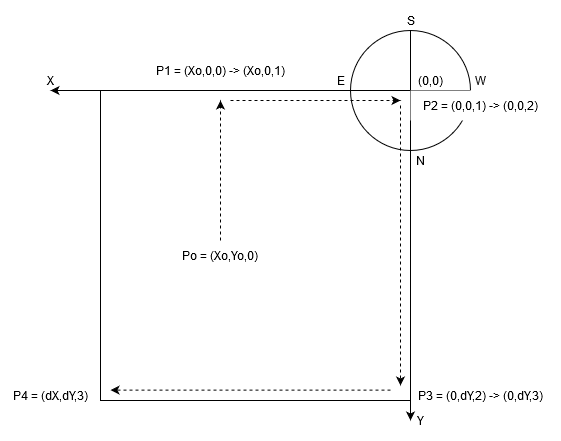 S
P1 = (Xo,0,0) -> (Xo,0,1)
X
E
(0,0)
W
P2 = (0,0,1) -> (0,0,2)
N
Po = (Xo,Yo,0)
P4 = (dX,dY,3)
P3 = (0,dY,2) -> (0,dY,3)
Y